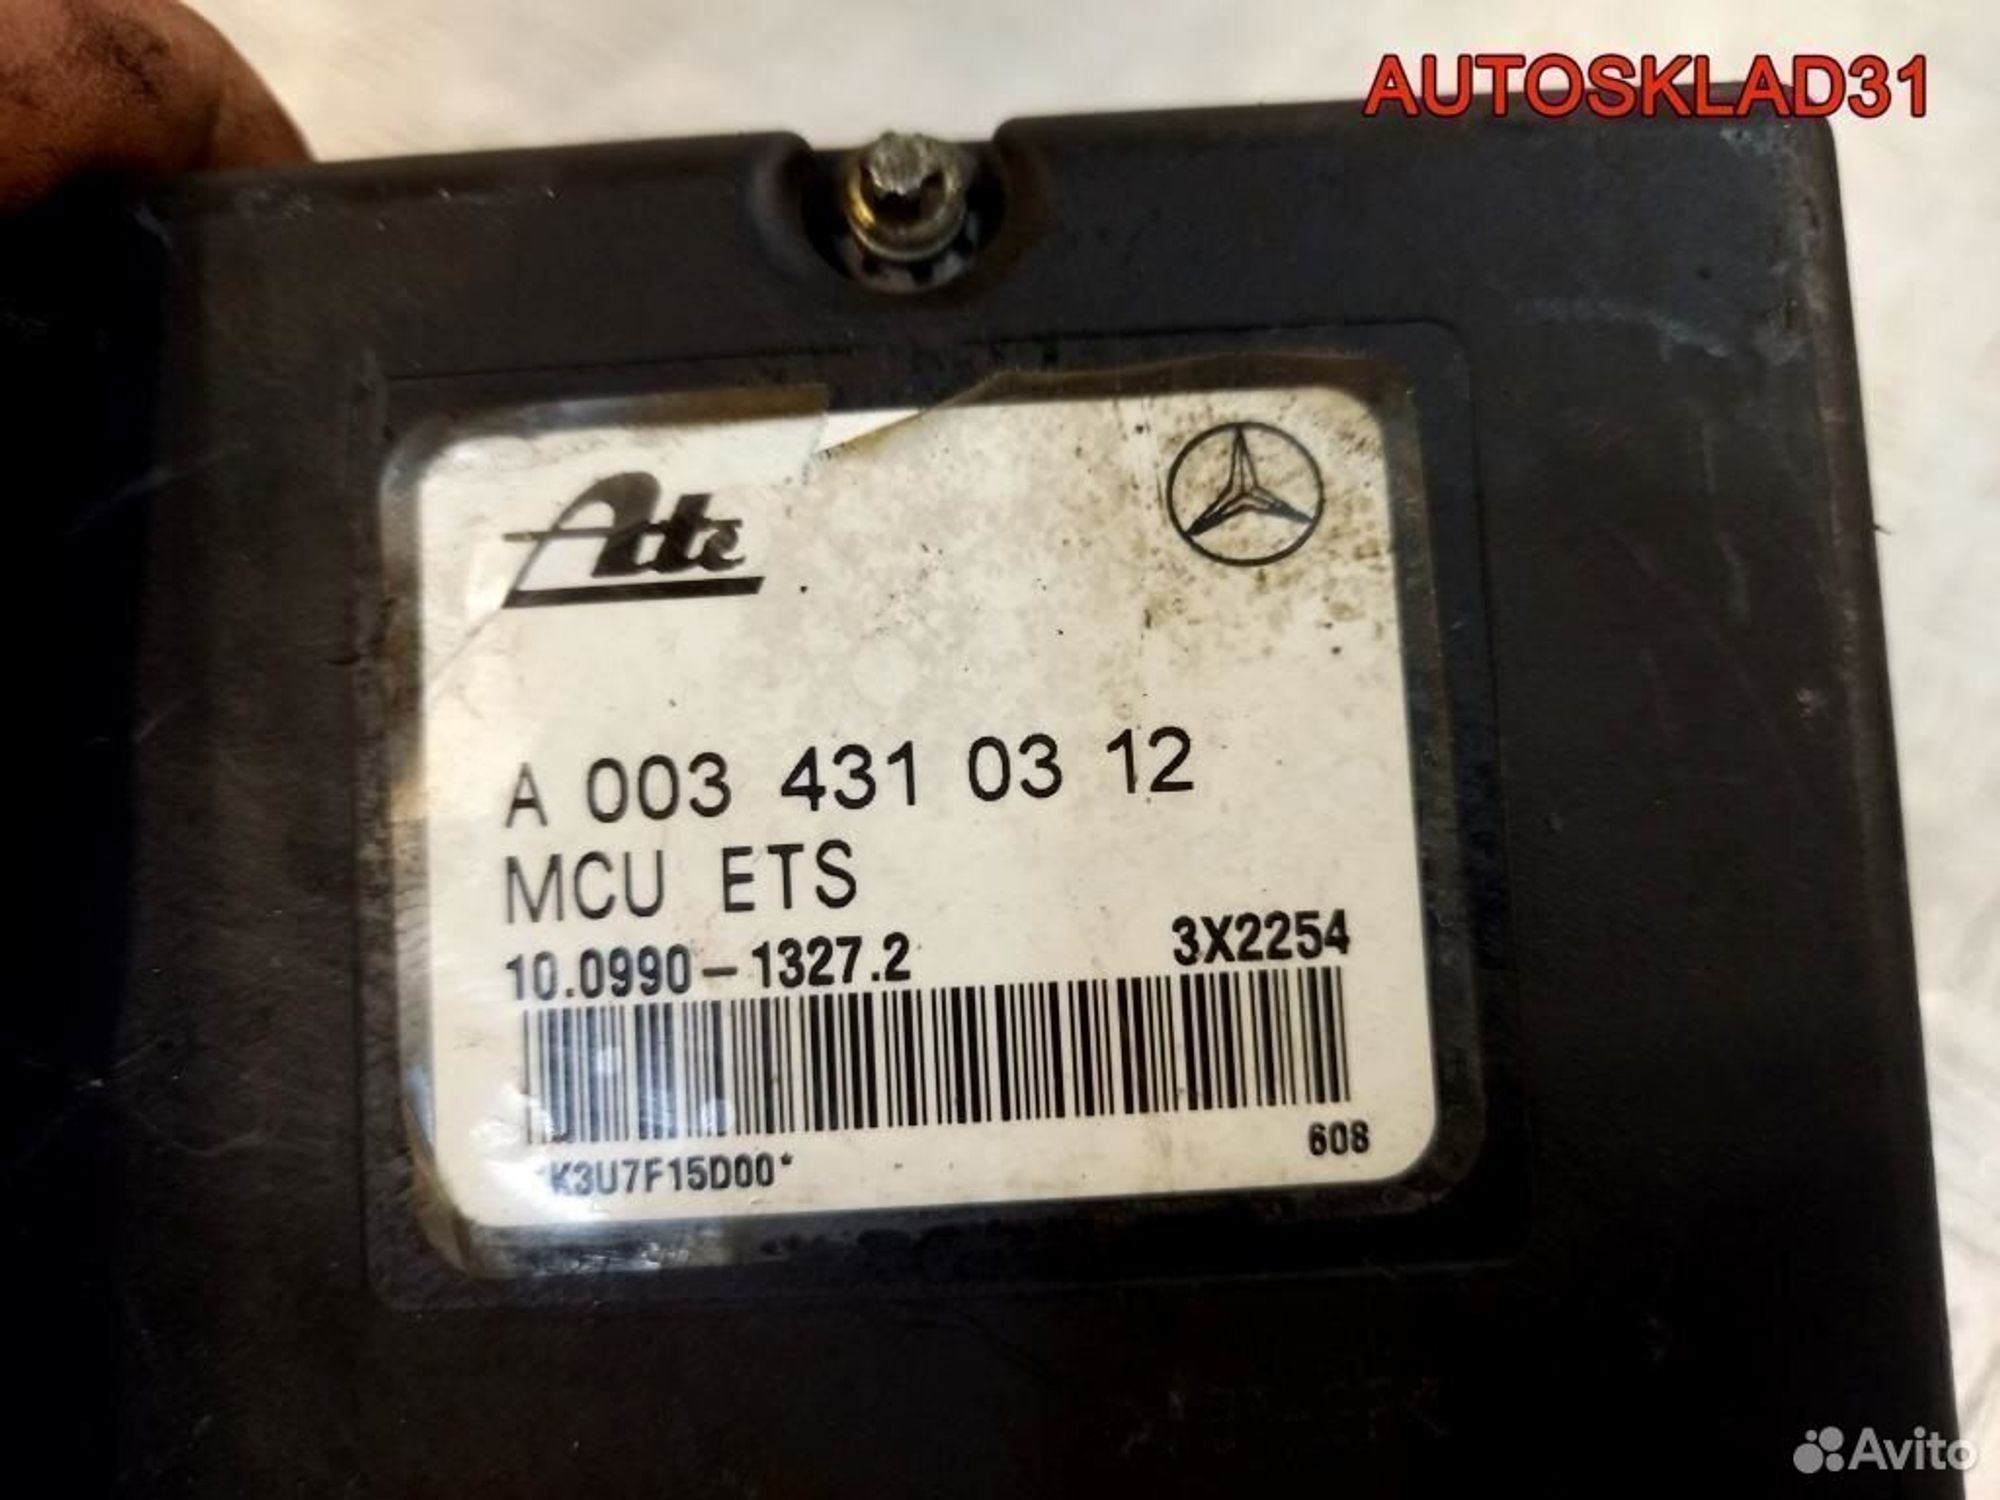 AUTOSKLAD31
Ate
A 003 431 03 12
MCU ETS
10.0990-1327.2 3X2254
*K3U7F15D00* 608
Avito